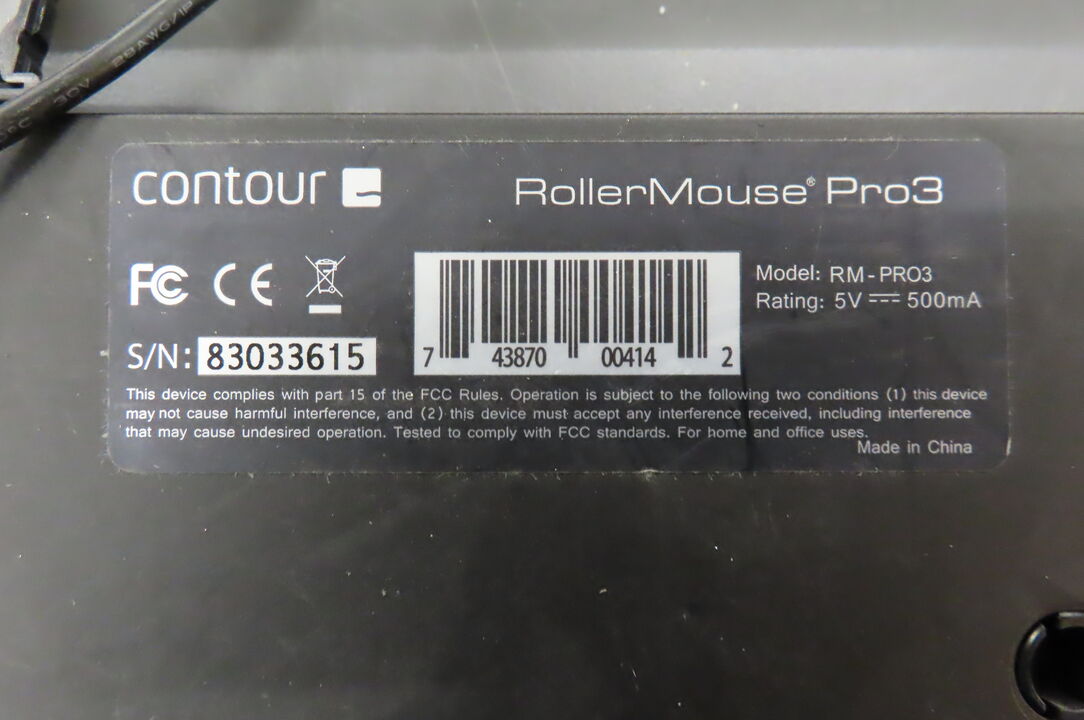 30V 28AWG/1P
contour
RollerMouse® Pro3
FC CE
Model: RM-PRO3
Rating: 5V ⎓ 500mA
S/N: 83033615
7 43870 00414 2
This device complies with part 15 of the FCC Rules. Operation is subject to the following two conditions (1) this device
may not cause harmful interference, and (2) this device must accept any interference received, including interference
that may cause undesired operation. Tested to comply with FCC standards. For home and office uses.
Made in China